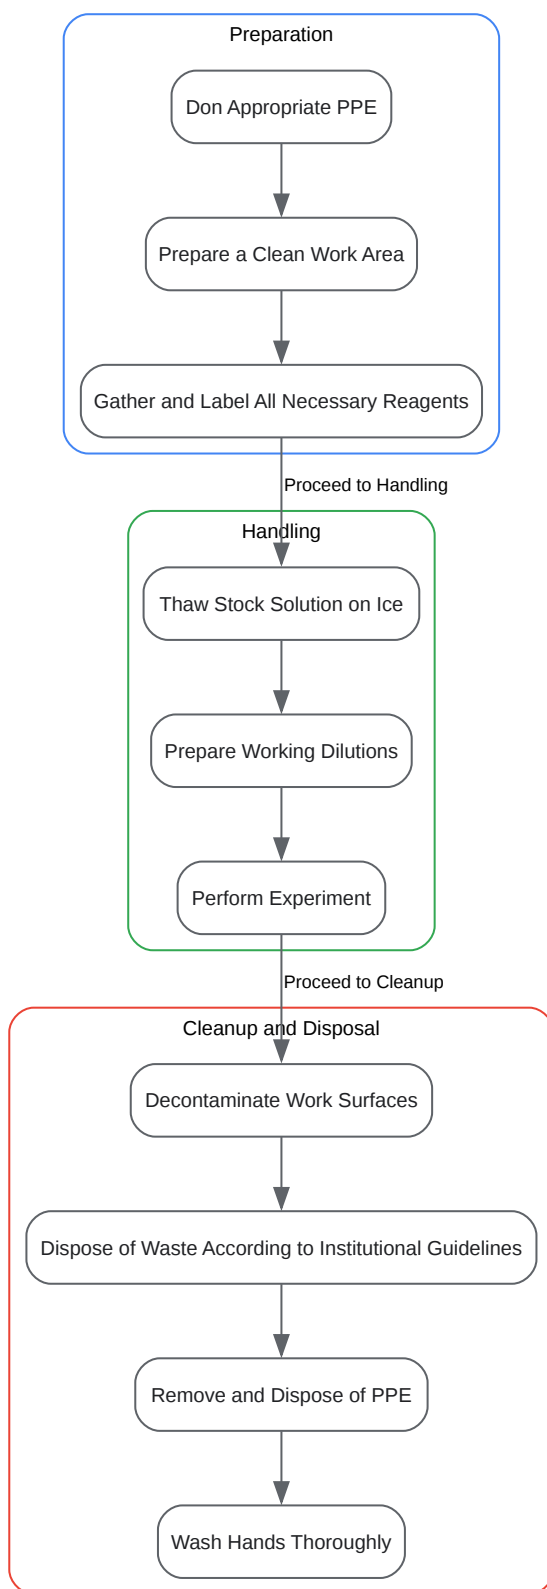 Preparation
Don Appropriate PPE
Prepare a Clean Work Area
Gather and Label All Necessary Reagents
Proceed to Handling
Handling
Thaw Stock Solution on Ice
Prepare Working Dilutions
Perform Experiment
Proceed to Cleanup
Cleanup and Disposal
Decontaminate Work Surfaces
Dispose of Waste According to Institutional Guidelines
Remove and Dispose of PPE
Wash Hands Thoroughly